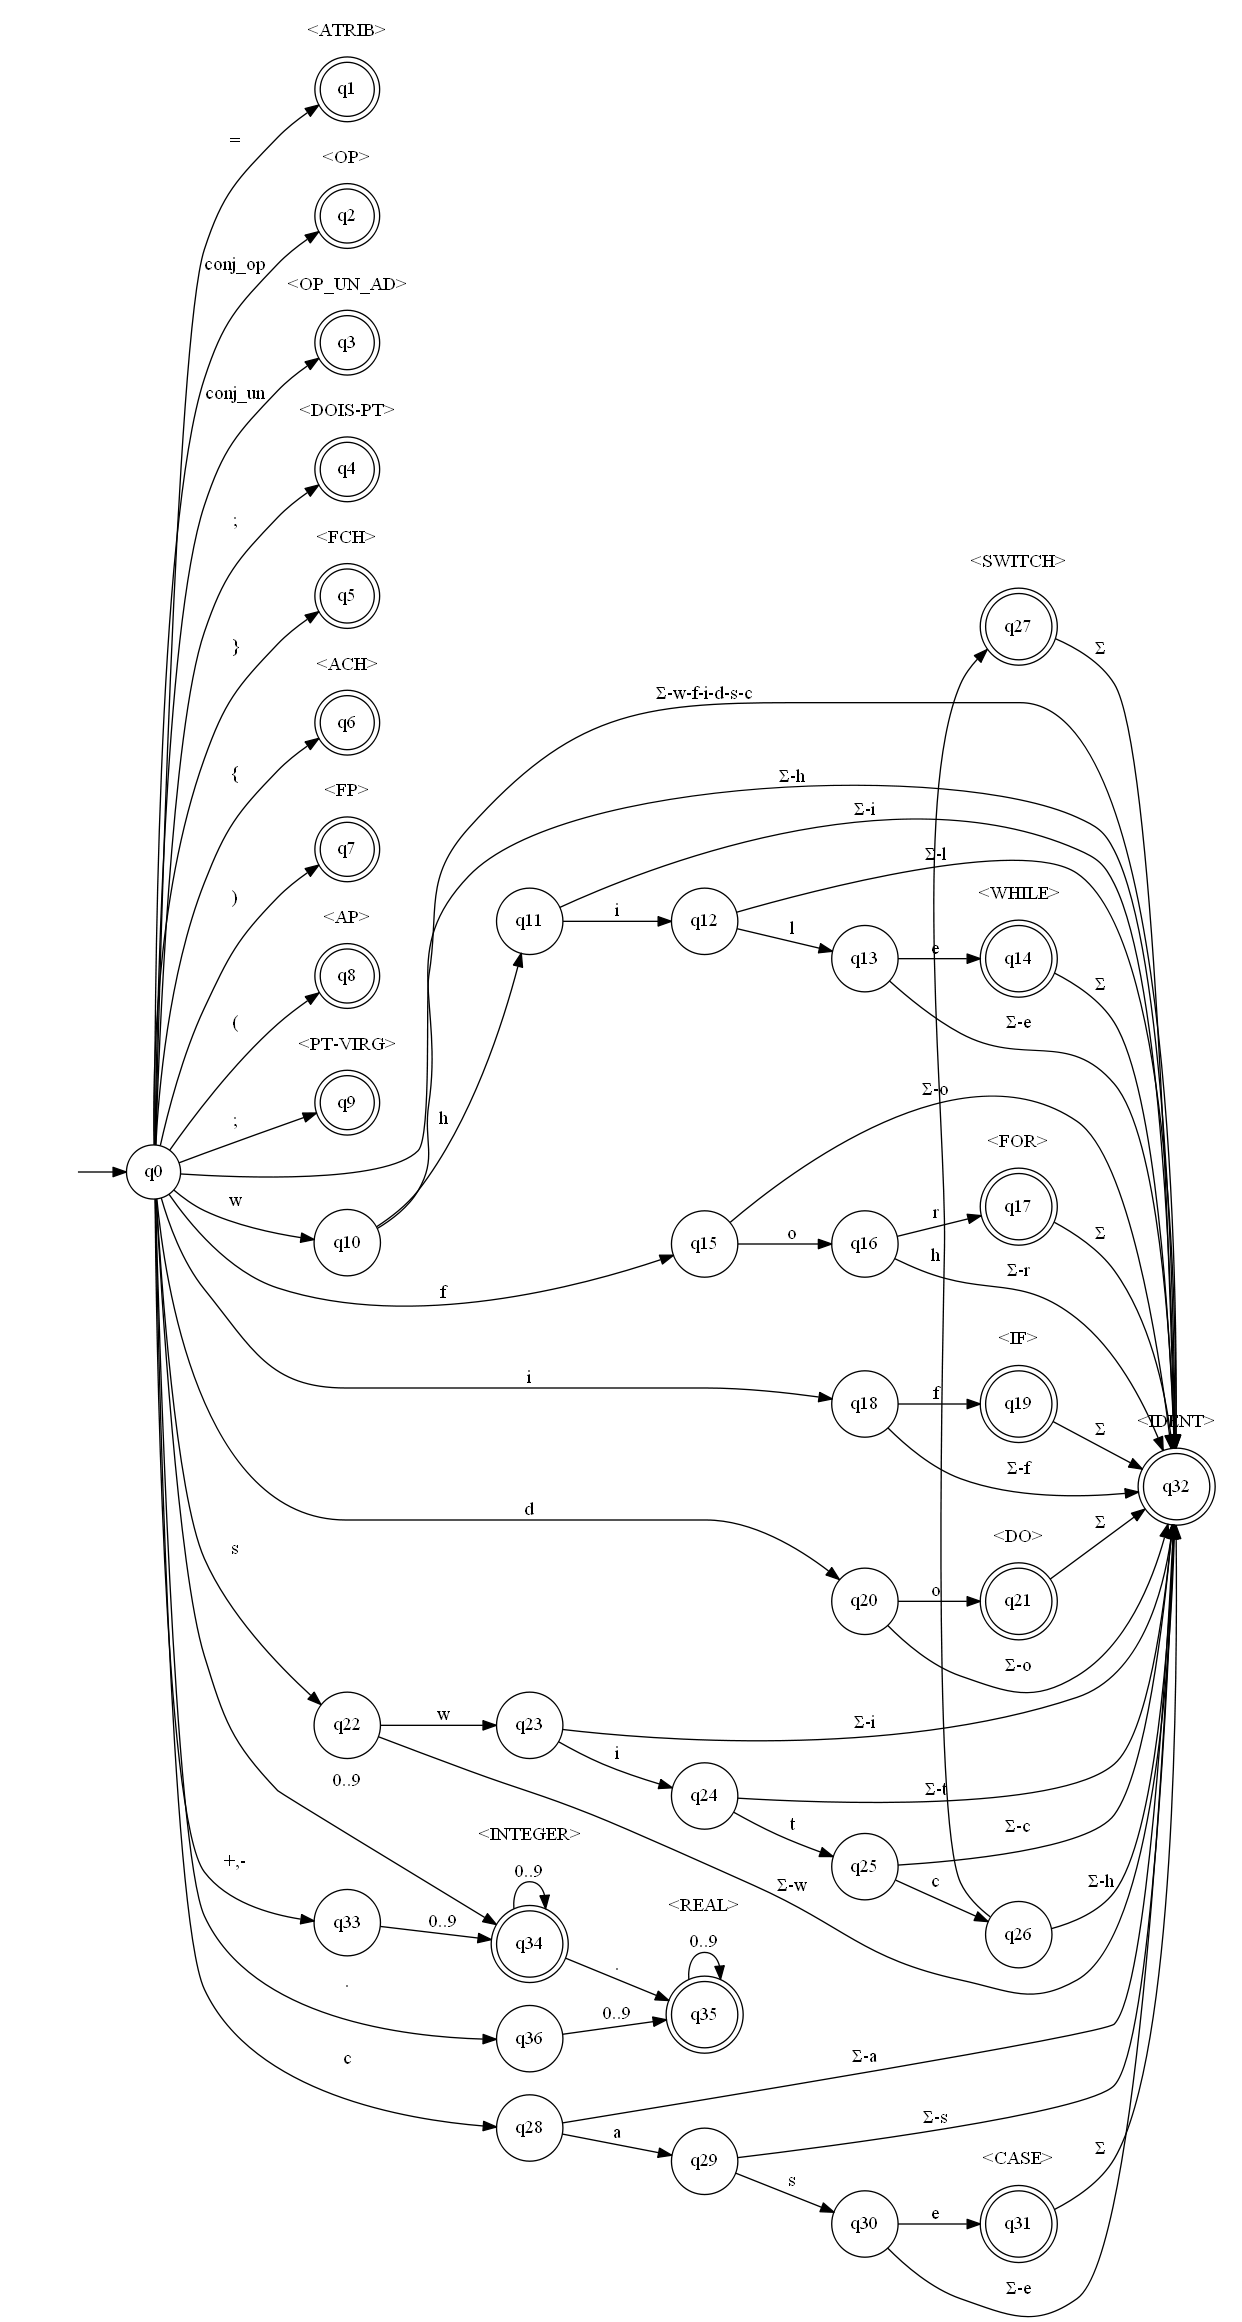 <ATRIB>
q1
=
<OP>
q2
conj_op
<OP_UN_AD>
q3
conj_un
<DOIS-PT>
q4
;
<FCH>
q5
}
<ACH>
q6
{
<FP>
q7
)
<AP>
q8
(
<PT-VIRG>
q9
;
q0
<SWITCH>
q27
Σ
Σ-w-f-i-d-s-c
Σ-h
Σ-i
Σ-l
q11
i
q12
l
q13
e
<WHILE>
q14
Σ
Σ-e
h
w
q10
Σ-o
f
q15
o
q16
r
<FOR>
q17
Σ
h
Σ-r
i
q18
f
<IF>
q19
Σ
Σ-f
<IDENT>
q32
d
q20
o
<DO>
q21
Σ
Σ-o
s
q22
w
q23
Σ-i
i
q24
Σ-t
t
q25
Σ-c
c
q26
Σ-h
Σ-w
0..9
+,-
q33
0..9
<INTEGER>
0..9
q34
.
<REAL>
0..9
q35
.
q36
0..9
c
q28
Σ-a
a
q29
Σ-s
s
q30
e
<CASE>
q31
Σ
Σ-e